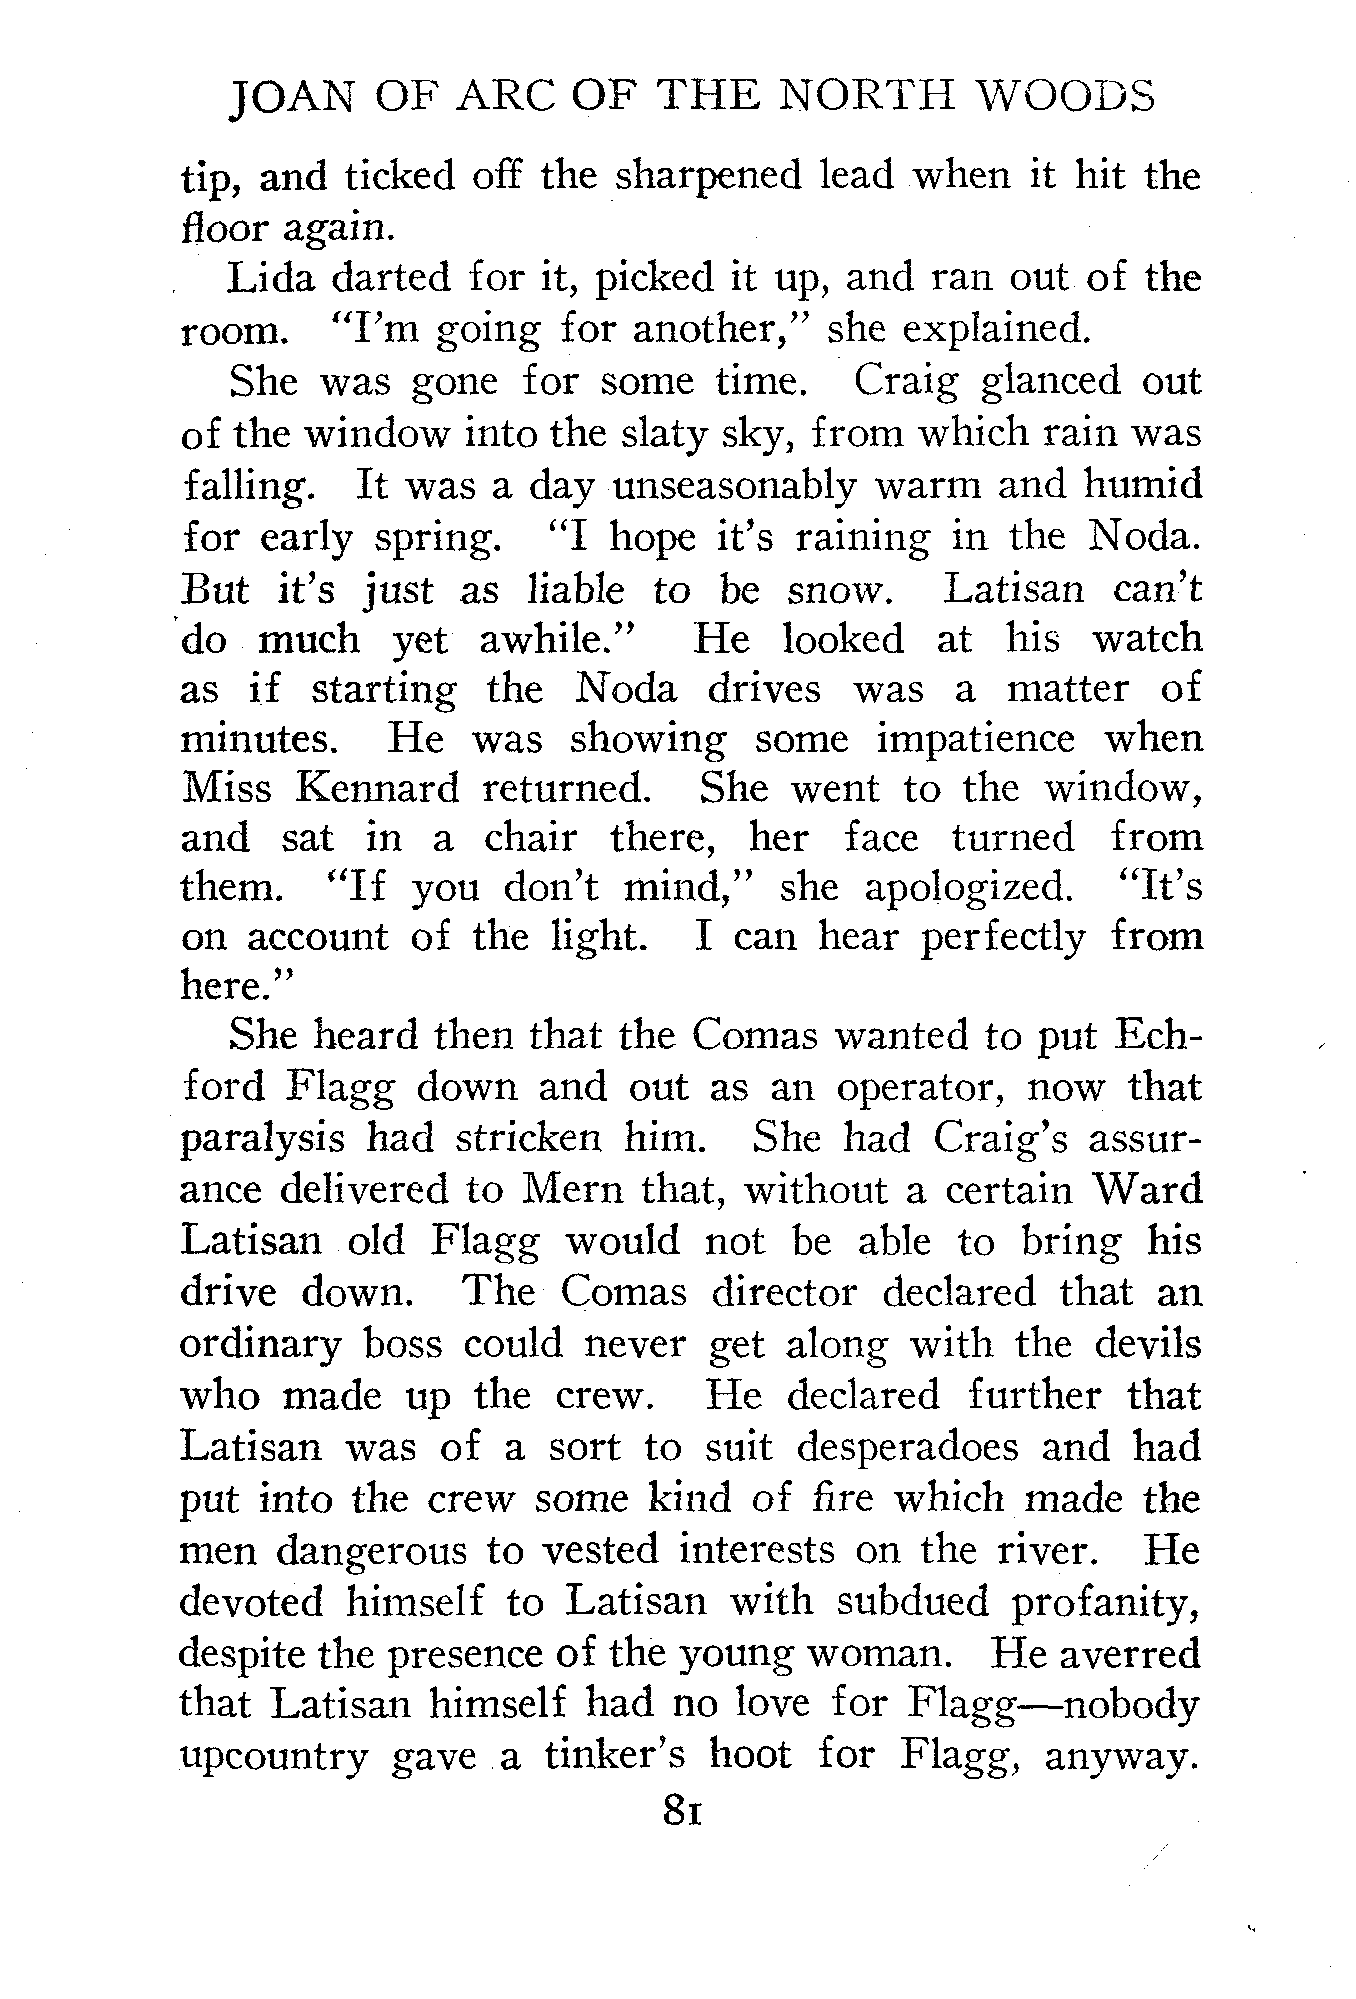 JOAN OF ARC OF THE NORTH WOODS
tip, and ticked off the sharpened lead when it hit the
floor again.
Lida darted for it, picked it up, and ran out of the
room. "I'm going for another," she explained.
She was gone for some time. Craig glanced out
of the window into the slaty sky, from which rain was
falling. It was a day unseasonably warm and humid
for early spring. "I hope it's raining in the Noda.
But it's just as liable to be snow. Latisan can't
do much yet awhile." He looked at his watch
as if starting the Noda drives was a matter of
minutes. He was showing some impatience when
Miss Kennard returned. She went to the window,
and sat in a chair there, her face turned from
them. "If you don't mind," she apologized. "It's
on account of the light. I can hear perfectly from
here."
She heard then that the Comas wanted to put Ech-
ford Flagg down and out as an operator, now that
paralysis had stricken him. She had Craig's assur-
ance delivered to Mern that, without a certain Ward
Latisan old Flagg would not be able to bring his
drive down. The Comas director declared that an
ordinary boss could never get along with the devils
who made up the crew. He declared further that
Latisan was of a sort to suit desperadoes and had
put into the crew some kind of fire which made the
men dangerous to vested interests on the river. He
devoted himself to Latisan with subdued profanity,
despite the presence of the young woman. He averred
that Latisan himself had no love for Flagg—nobody
upcountry gave a tinker's hoot for Flagg, anyway.
81